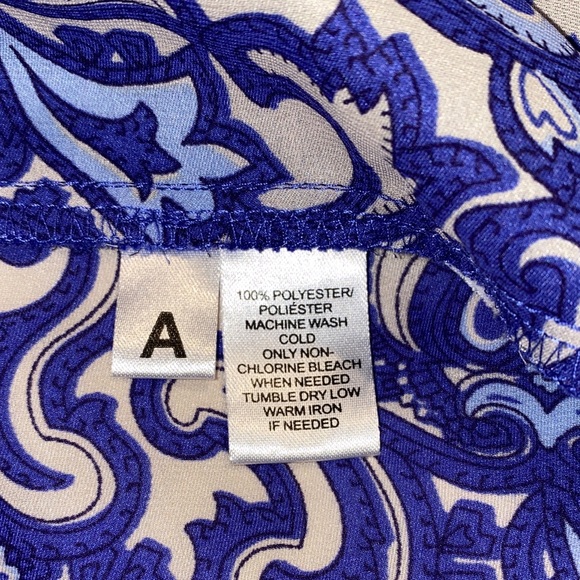 A
100% POLYESTER/
POLIÉSTER
MACHINE WASH
COLD
ONLY NON-
CHLORINE BLEACH
WHEN NEEDED
TUMBLE DRY LOW
WARM IRON
IF NEEDED